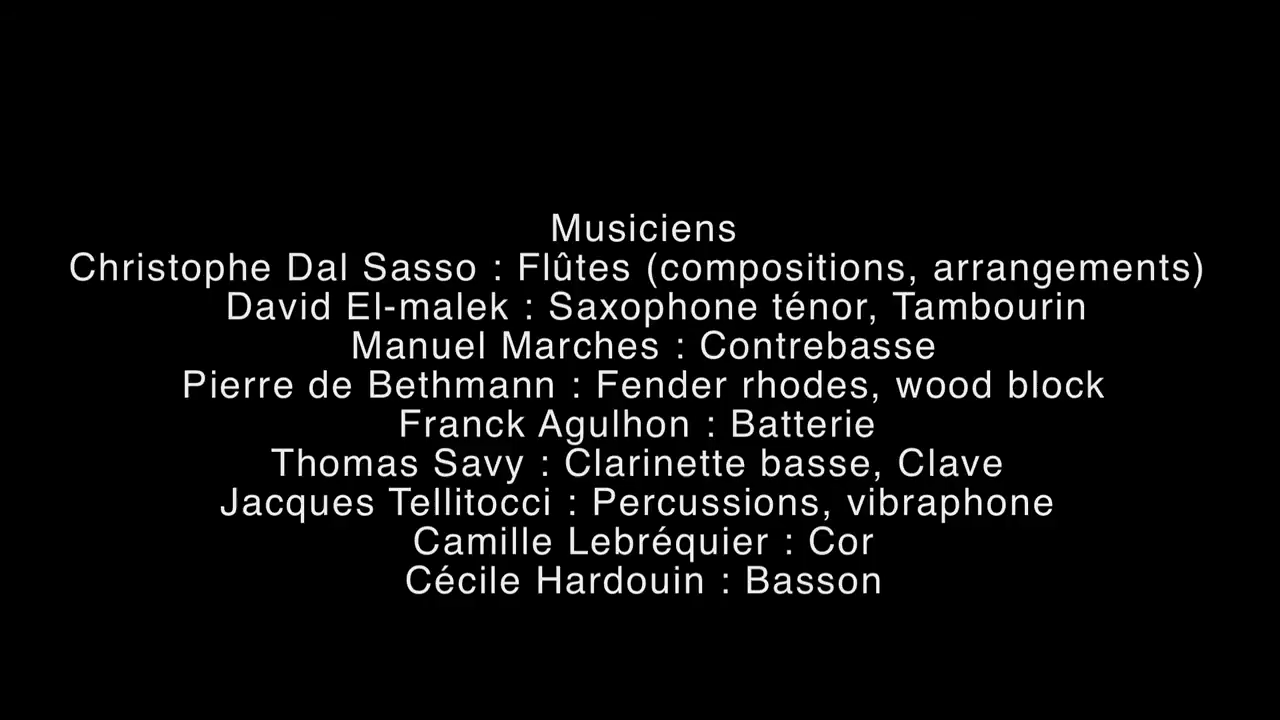 Musiciens
Christophe Dal Sasso : Flûtes (compositions, arrangements)
David El-malek : Saxophone ténor, Tambourin
Manuel Marches : Contrebasse
Pierre de Bethmann : Fender rhodes, wood block
Franck Agulhon : Batterie
Thomas Savy : Clarinette basse, Clave
Jacques Tellitocci : Percussions, vibraphone
Camille Lebréquier : Cor
Cécile Hardouin : Basson